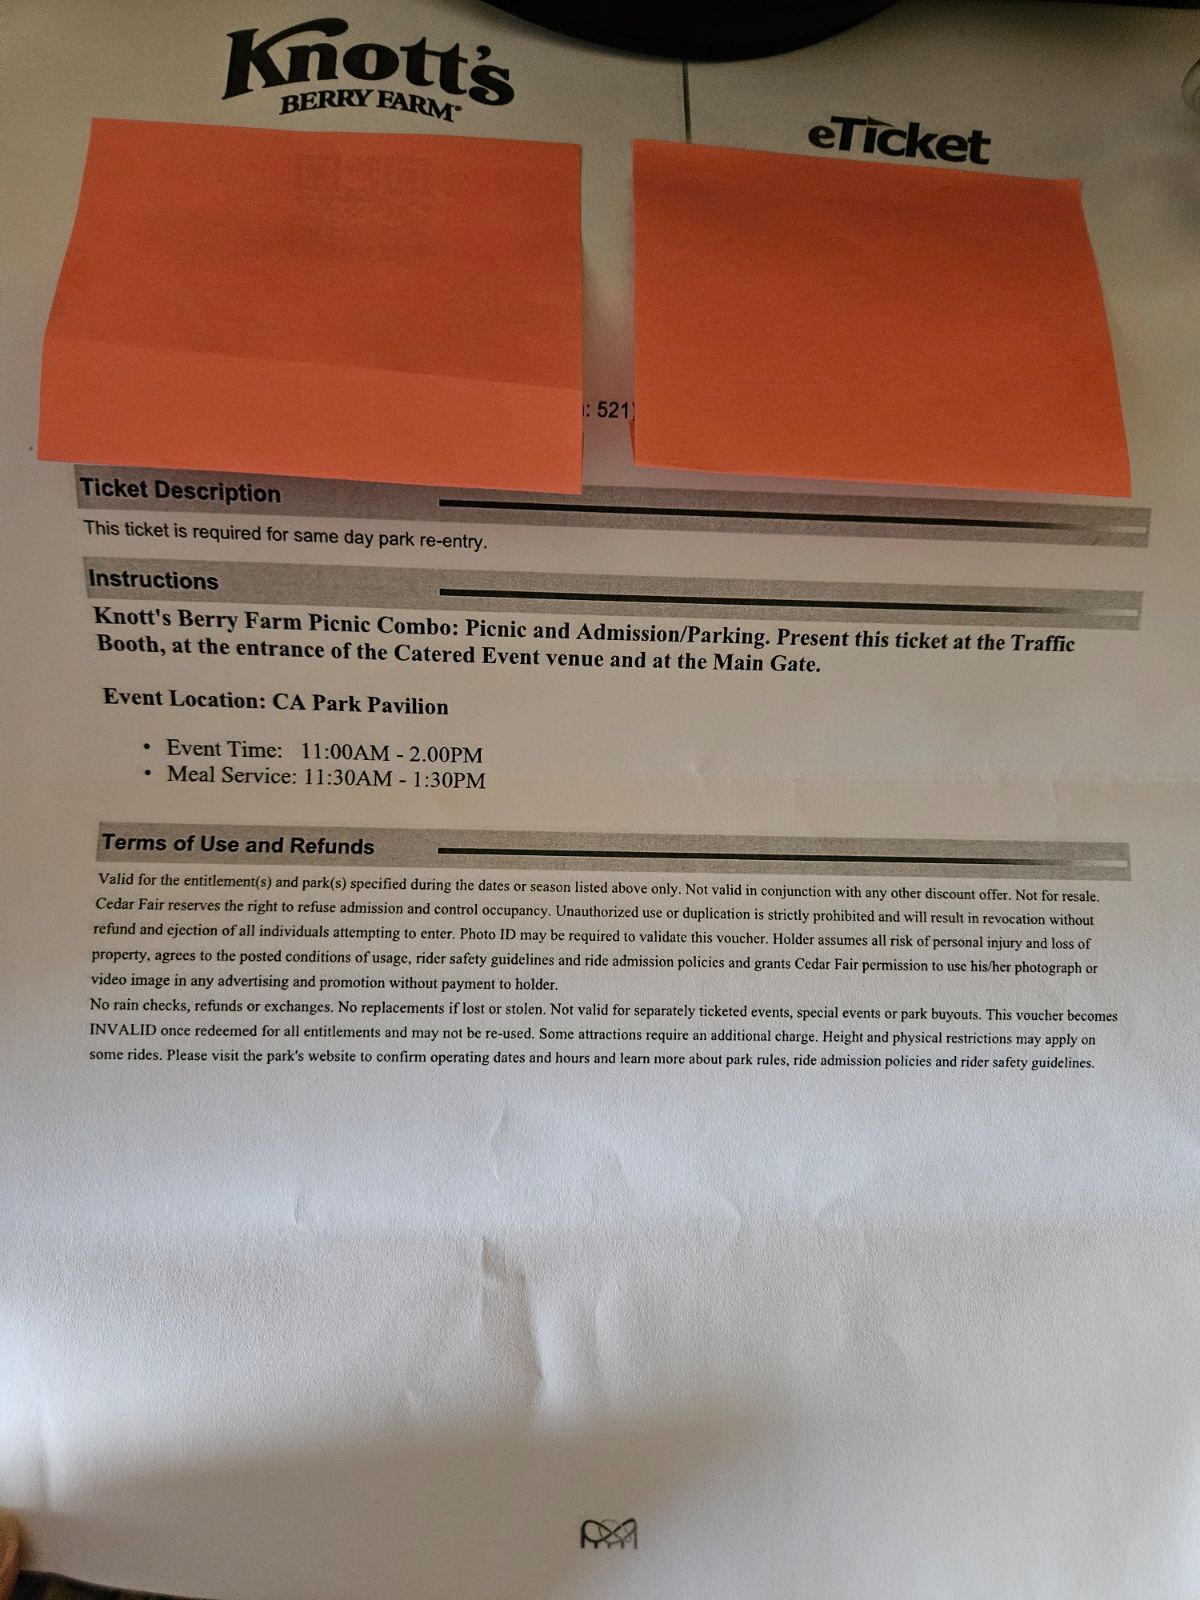 Knott's
BERRY FARM
eTicket
: 521)
Ticket Description
This ticket is required for same day park re-entry.
Instructions
Knott's Berry Farm Picnic Combo: Picnic and Admission/Parking. Present this ticket at the Traffic
Booth, at the entrance of the Catered Event venue and at the Main Gate.
Event Location: CA Park Pavilion
• Event Time: 11:00AM - 2.00PM
• Meal Service: 11:30AM - 1:30PM
Terms of Use and Refunds
Valid for the entitlement(s) and park(s) specified during the dates or season listed above only. Not valid in conjunction with any other discount offer. Not for resale.
Cedar Fair reserves the right to refuse admission and control occupancy. Unauthorized use or duplication is strictly prohibited and will result in revocation without
refund and ejection of all individuals attempting to enter. Photo ID may be required to validate this voucher. Holder assumes all risk of personal injury and loss of
property, agrees to the posted conditions of usage, rider safety guidelines and ride admission policies and grants Cedar Fair permission to use his/her photograph or
video image in any advertising and promotion without payment to holder.
No rain checks, refunds or exchanges. No replacements if lost or stolen. Not valid for separately ticketed events, special events or park buyouts. This voucher becomes
INVALID once redeemed for all entitlements and may not be re-used. Some attractions require an additional charge. Height and physical restrictions may apply on
some rides. Please visit the park's website to confirm operating dates and hours and learn more about park rules, ride admission policies and rider safety guidelines.